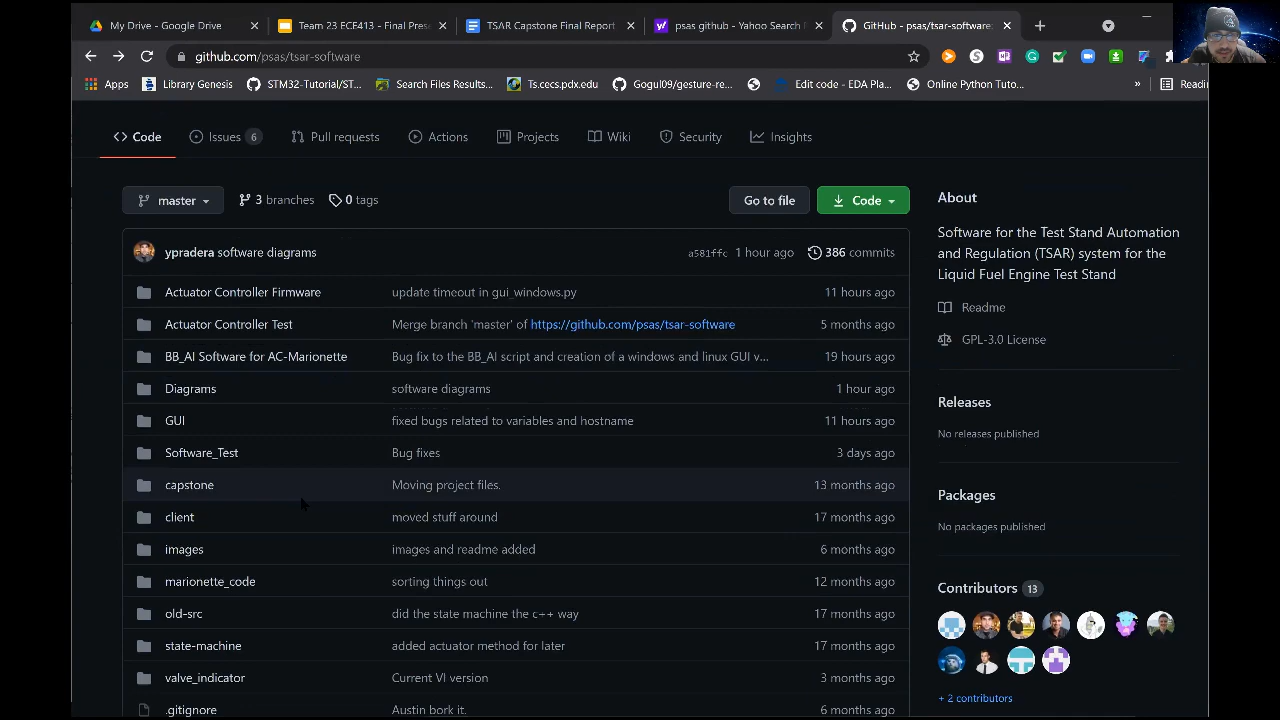 My Drive - Google Drive
Team 23 ECE413 - Final Pres
TSAR Capstone Final Report
psas github - Yahoo Search
GitHub - psas/tsar-software
github.com/psas/tsar-software
Apps
Library Genesis
STM32-Tutorial/ST...
Search Files Results...
Ts.cecs.pdx.edu
Gogul09/gesture-re...
Edit code - EDA Pla...
Online Python Tuto...
»
Readin
Code
Issues 6
Pull requests
Actions
Projects
Wiki
Security
Insights
master
3 branches
0 tags
Go to file
Code
ypradera software diagrams
a581ffc 1 hour ago
386 commits
Actuator Controller Firmware update timeout in gui_windows.py 11 hours ago
Actuator Controller Test Merge branch 'master' of https://github.com/psas/tsar-software 5 months ago
BB_AI Software for AC-Marionette Bug fix to the BB_AI script and creation of a windows and linux GUI v... 19 hours ago
Diagrams software diagrams 1 hour ago
GUI fixed bugs related to variables and hostname 11 hours ago
Software_Test Bug fixes 3 days ago
capstone Moving project files. 13 months ago
client moved stuff around 17 months ago
images images and readme added 6 months ago
marionette_code sorting things out 12 months ago
old-src did the state machine the c++ way 17 months ago
state-machine added actuator method for later 17 months ago
valve_indicator Current VI version 3 months ago
.gitignore Austin bork it. 6 months ago
About
Software for the Test Stand Automation
and Regulation (TSAR) system for the
Liquid Fuel Engine Test Stand
Readme
GPL-3.0 License
Releases
No releases published
Packages
No packages published
Contributors 13
+ 2 contributors